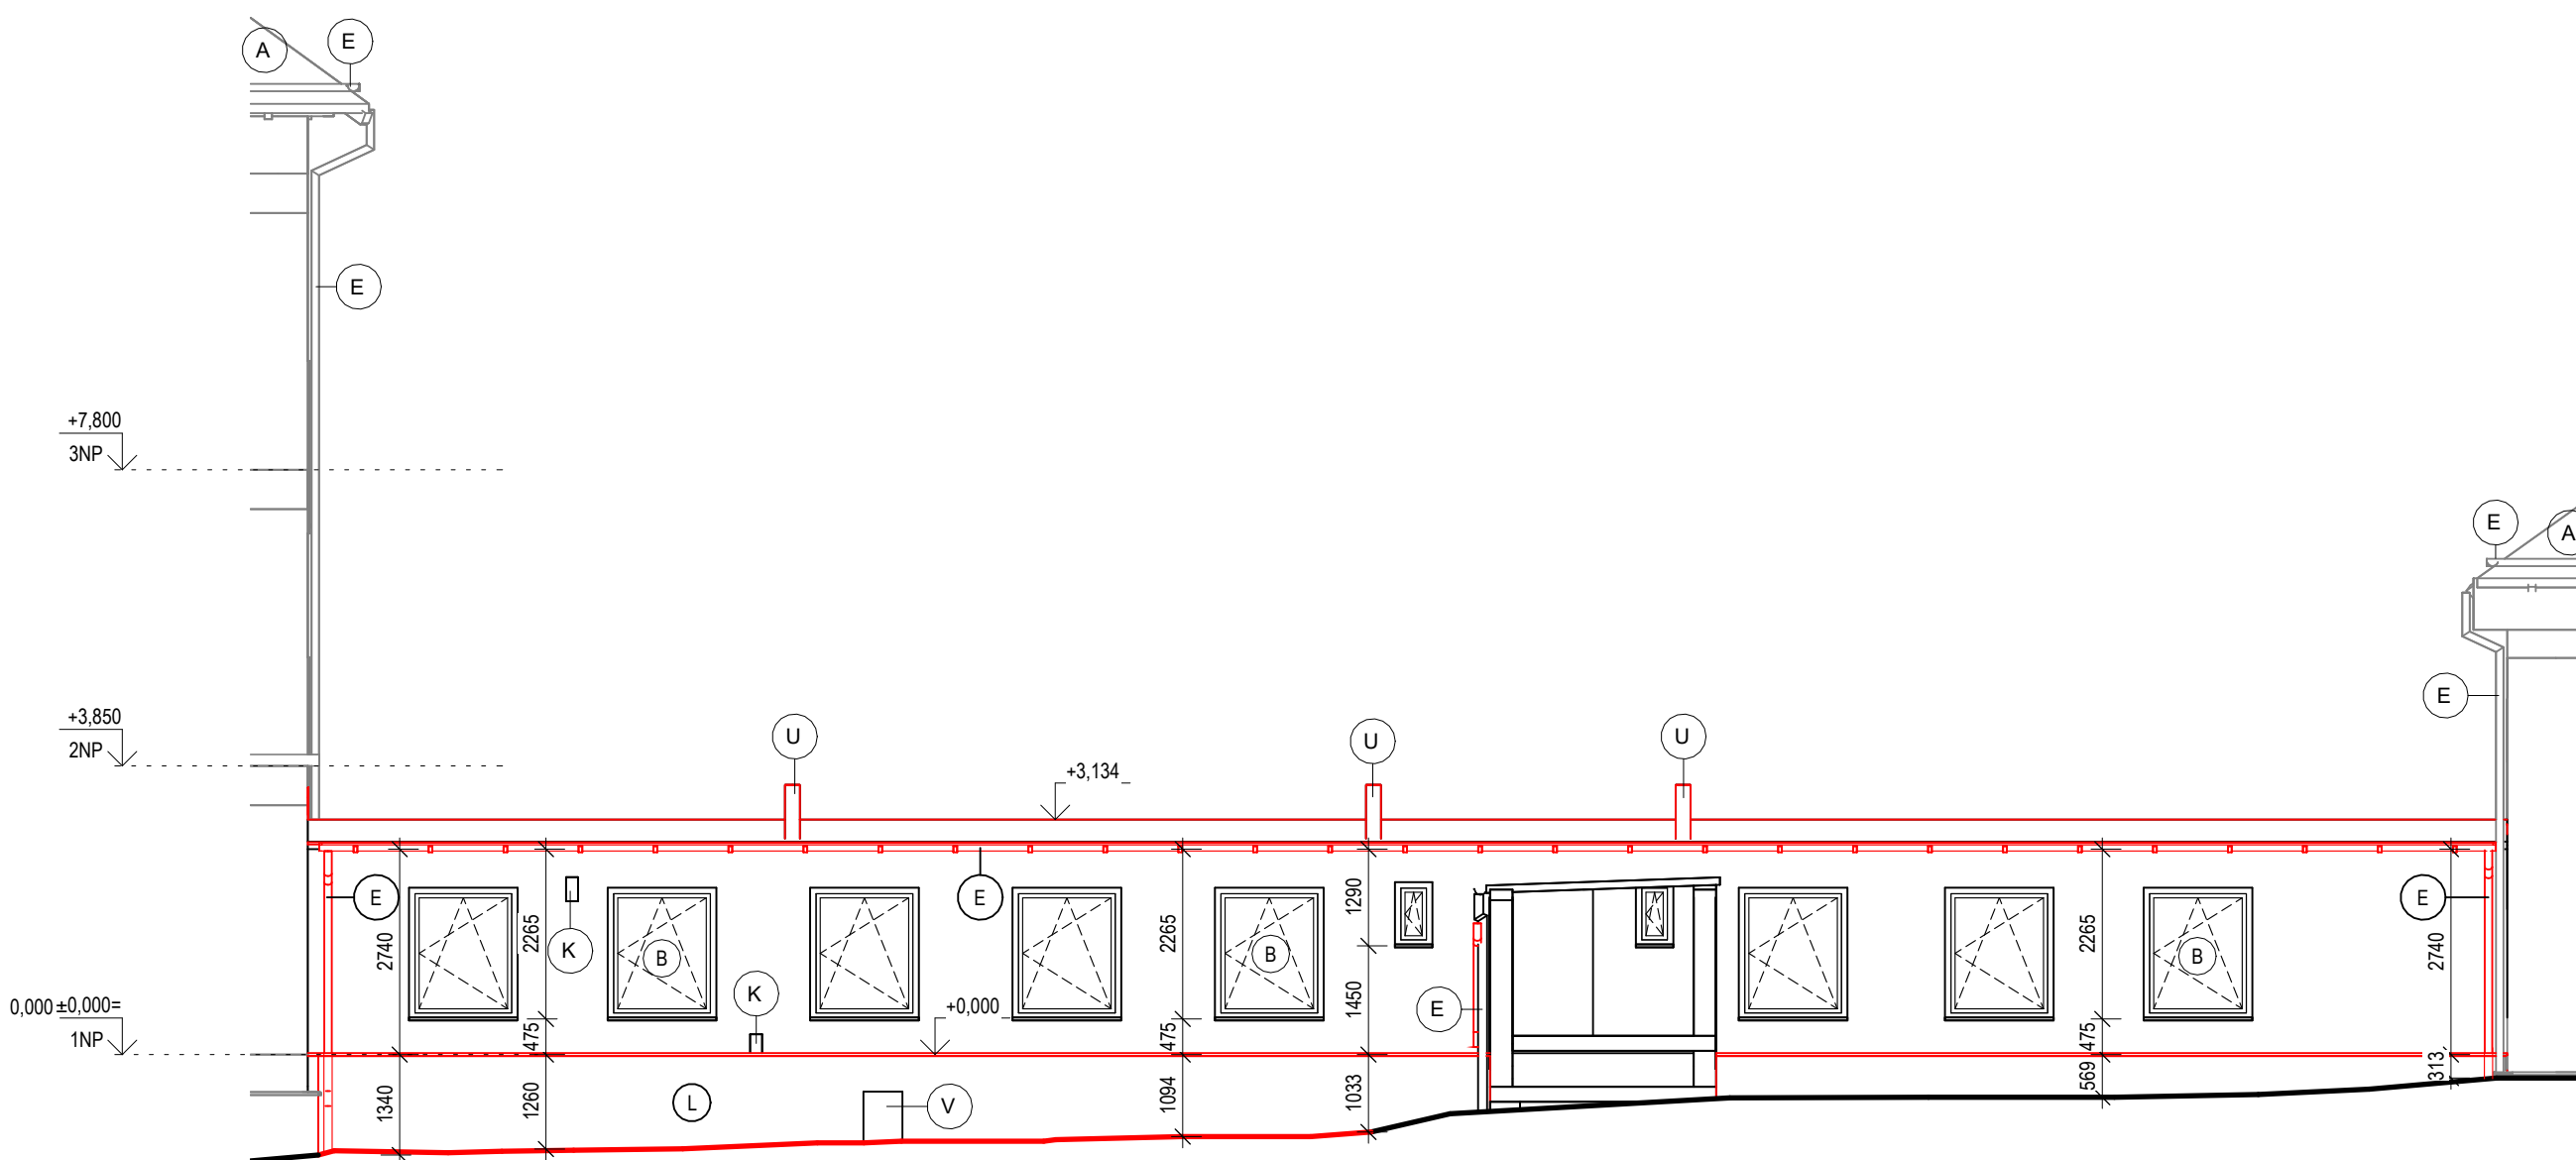 A
E
E
+7,800
3NP
E
A
E
+3,850
2NP
U
U
U
+3,134
E
E
E
K
B
B
B
K
E
2740
2265
2265
1290
1450
2265
2740
475
475
475
+0,000
0,000 ±0,000=
1NP
1340
1260
L
V
1094
1033
569
313